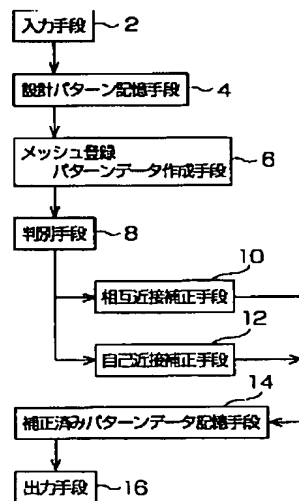 入力手段 2
設計パターン記憶手段 4
メッシュ登録
パターンデータ作成手段 6
判別手段 8
10
相互近接補正手段
12
自己近接補正手段
14
補正済みパターンデータ記憶手段
出力手段 16